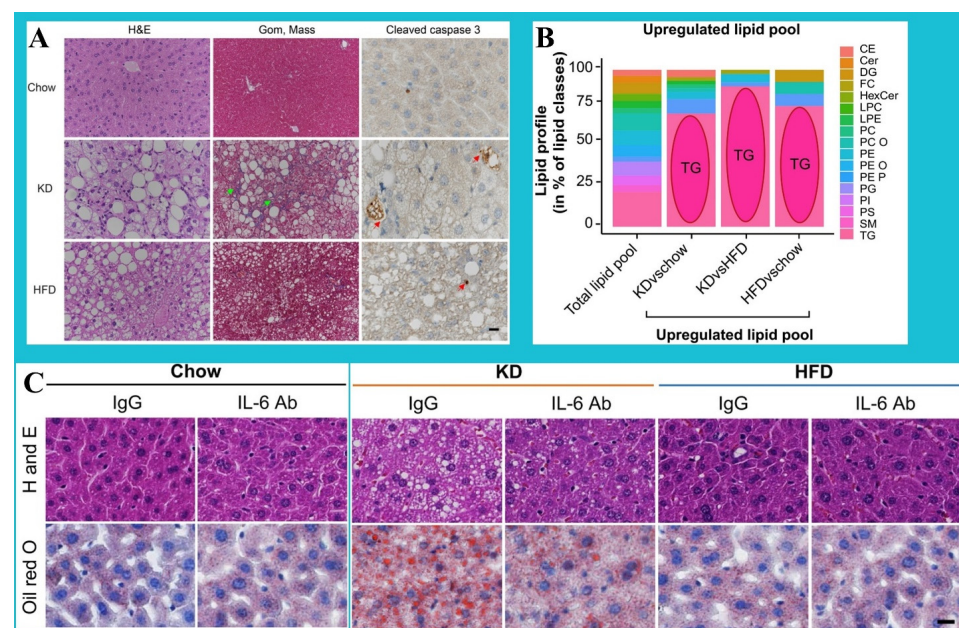 A
H&E
Gom, Mass
Cleaved caspase 3
Chow
KD
HFD
B
Upregulated lipid pool
Lipid profile
(in % of lipid classes)
100
75
50
25
0
TG
TG
TG
Total lipid pool
KDvschow
KDvsHFD
HFDvschow
Upregulated lipid pool
CE
Cer
DG
FC
HexCer
LPC
LPE
PC
PC O
PE
PE O
PE P
PG
PI
PS
SM
TG
C
Chow
KD
HFD
IgG
IL-6 Ab
IgG
IL-6 Ab
IgG
IL-6 Ab
H and E
Oil red O